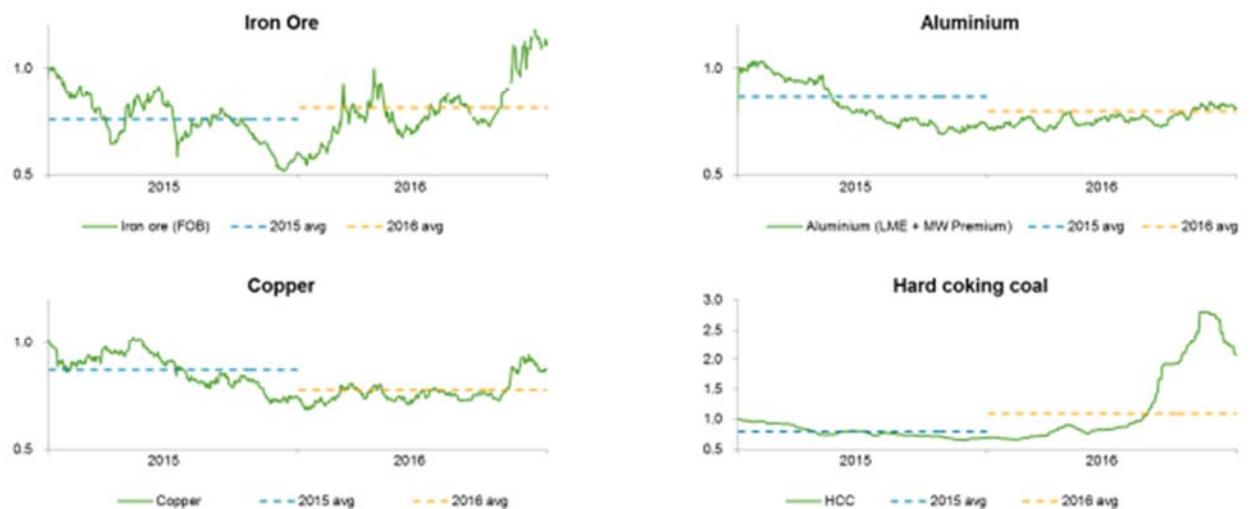 Iron Ore
1.0
0.5
2015 2016
Iron ore (FOB) 2015 avg 2016 avg
Aluminium
1.0
0.5
2015 2016
Aluminium (LME + MW Premium) 2015 avg 2016 avg
Copper
1.0
0.5
2015 2016
Copper 2015 avg 2016 avg
Hard coking coal
3.0
2.5
2.0
1.5
1.0
0.5
2015 2016
HCC 2015 avg 2016 avg